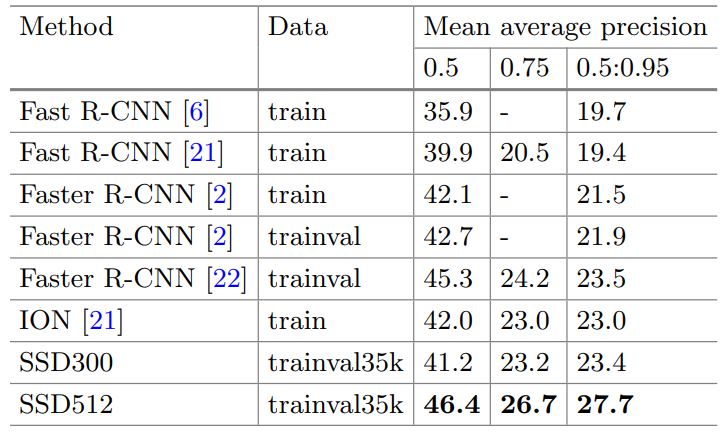 Method Data Mean average precision
0.5 0.75 0.5:0.95
Fast R-CNN [6] train 35.9 - 19.7
Fast R-CNN [21] train 39.9 20.5 19.4
Faster R-CNN [2] train 42.1 - 21.5
Faster R-CNN [2] trainval 42.7 - 21.9
Faster R-CNN [22] trainval 45.3 24.2 23.5
ION [21] train 42.0 23.0 23.0
SSD300 trainval35k 41.2 23.2 23.4
SSD512 trainval35k 46.4 26.7 27.7